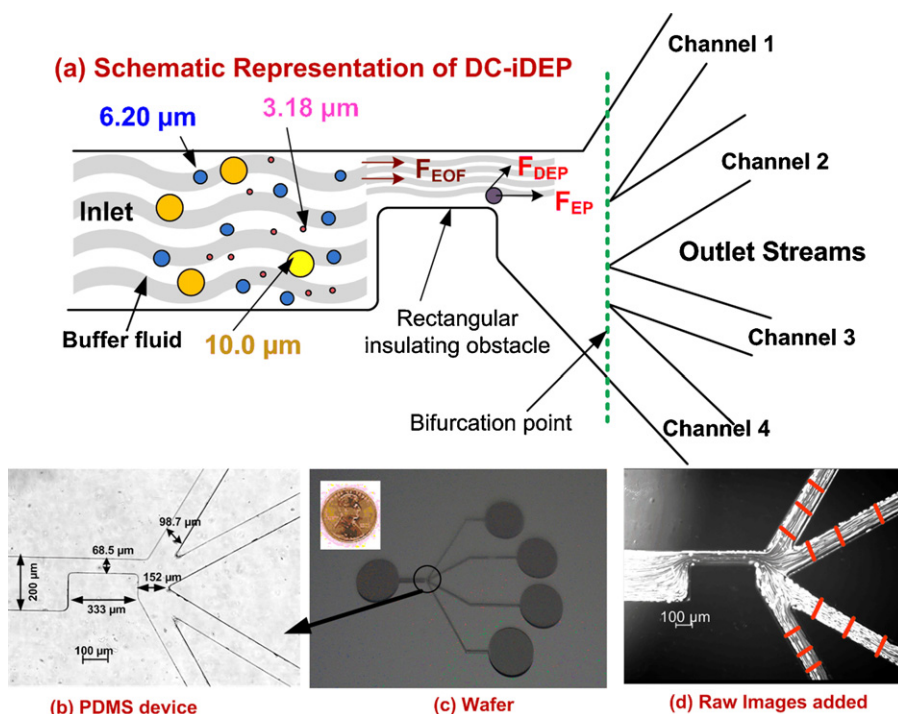 (a) Schematic Representation of DC-iDEP
Channel 1
6.20 µm
3.18 µm
Channel 2
FEOF
FDEP
FEP
Inlet
Outlet Streams
Buffer fluid
10.0 µm
Rectangular
insulating obstacle
Channel 3
Bifurcation point
Channel 4
98.7 µm
68.5 µm
152 µm
200 µm
333 µm
100 µm
100 µm
(b) PDMS device
(c) Wafer
(d) Raw Images added